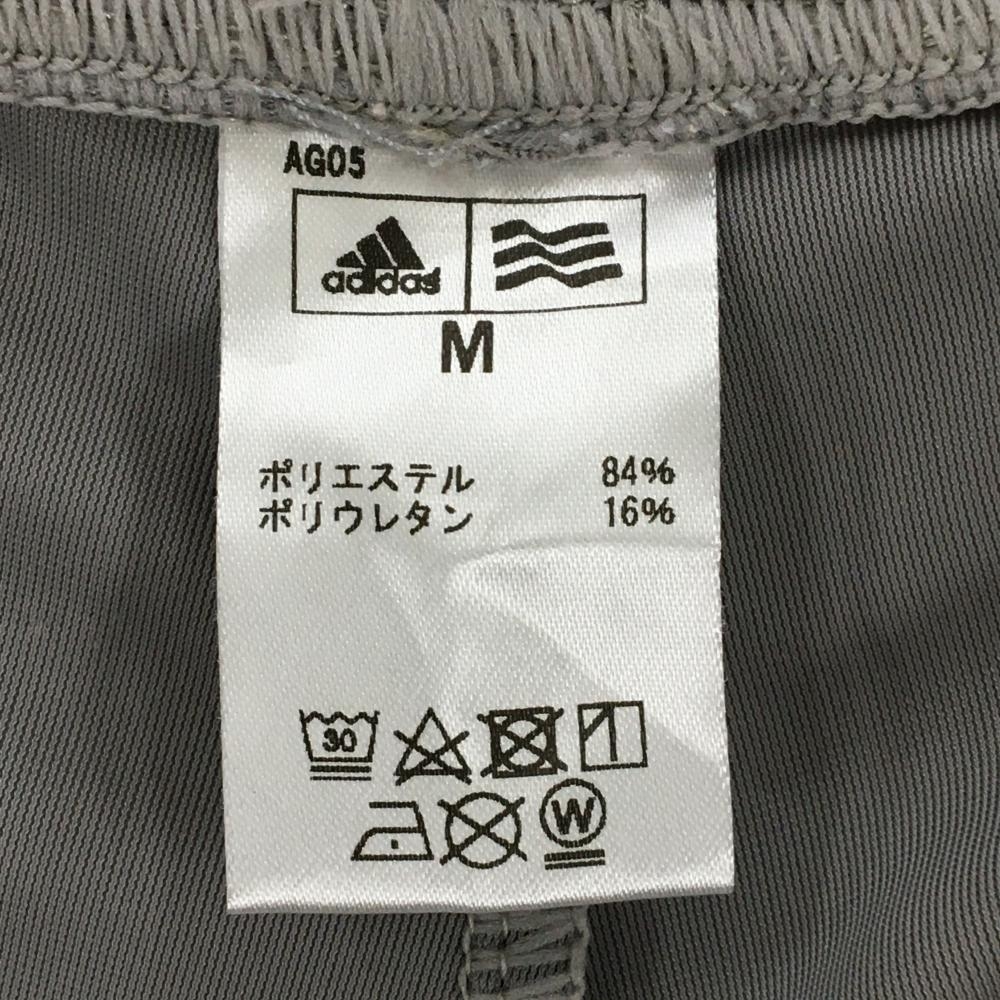 AG05
adidas
M
ポリエステル 84%
ポリウレタン 16%
30
W